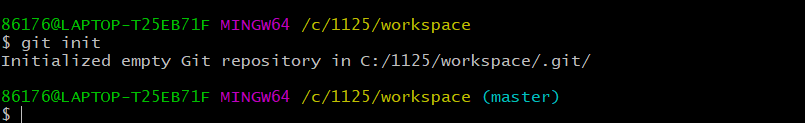 86176@LAPTOP-T25EB71F MINGW64 /c/1125/workspace
$ git init
Initialized empty Git repository in C:/1125/workspace/.git/
86176@LAPTOP-T25EB71F MINGW64 /c/1125/workspace (master)
$